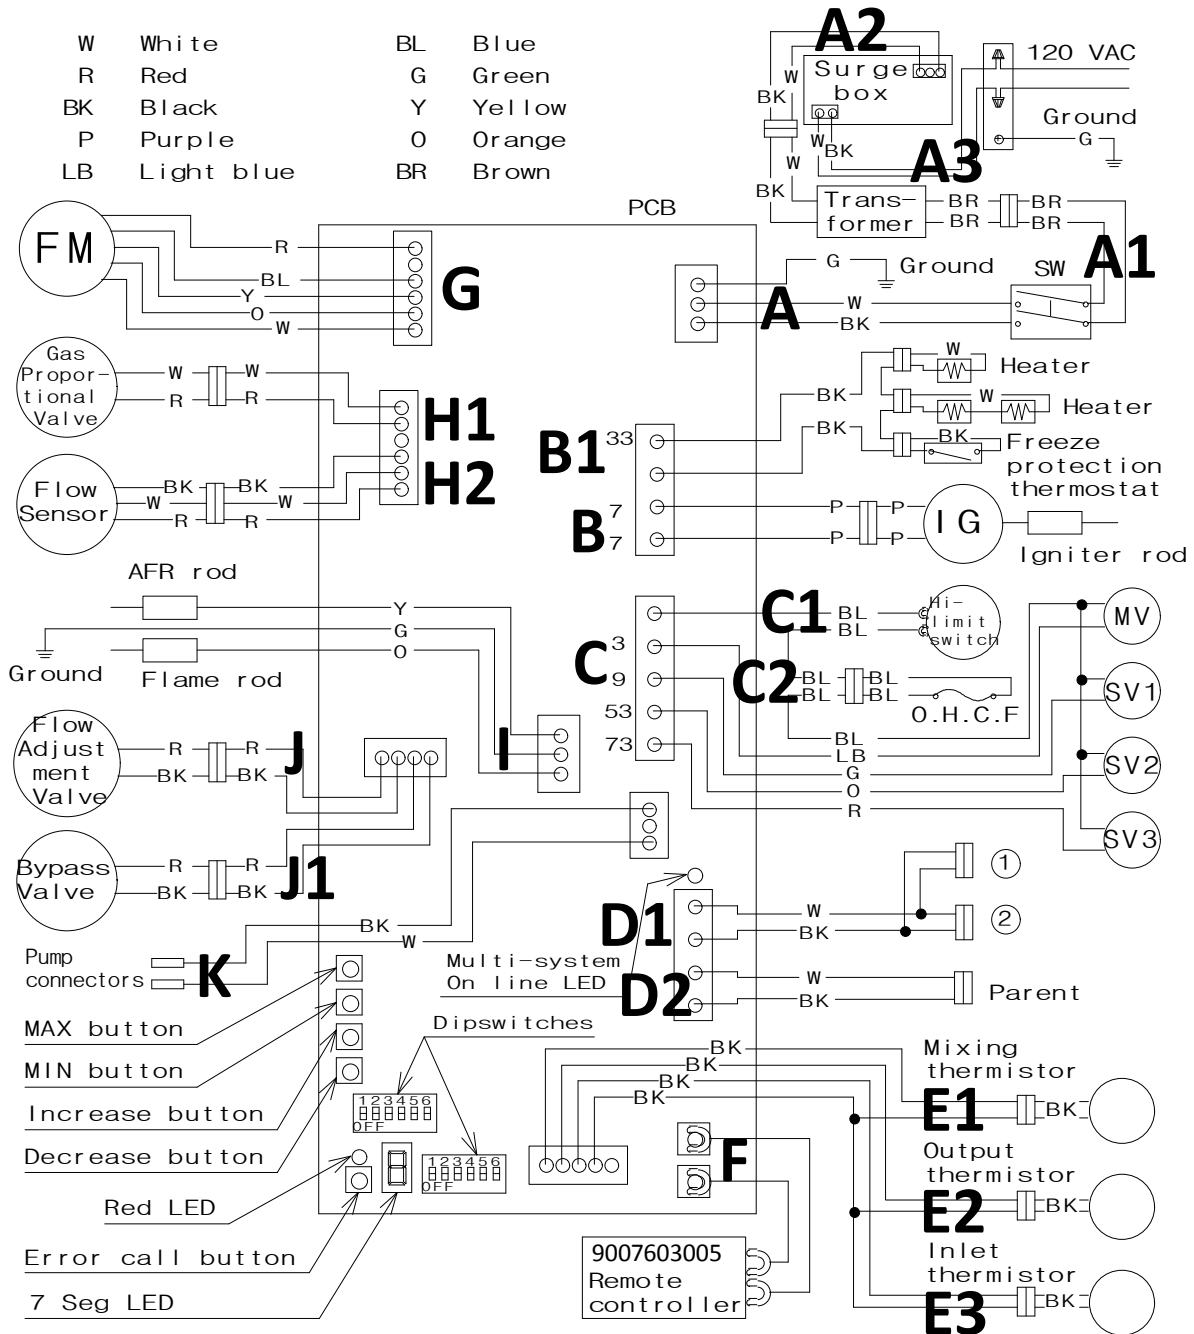 W White BL Blue
R Red G Green
BK Black Y Yellow
P Purple O Orange
LB Light blue BR Brown
A2
Surge
box
W
BK
W
BK
W
BK
A3
120 VAC
Ground
G
Trans-
former
BR BR
BR BR
A1
SW
PCB
FM
R
BL
Y
O
W
G
G Ground
A
W
BK
Gas
Propor-
tional
Valve
W W
R R
H1
H2
Flow
Sensor
BK BK
W W
R R
B1
33
BK
BK
W
Heater
W
Heater
BK
Freeze
protection
thermostat
B
7
7
P P
P P
IG
Igniter rod
AFR rod
Y
G
O
Ground
Flame rod
I
C1
BL
BL
Hi-
limit
switch
C
3
9
53
73
C2
BL BL
BL BL
O.H.C.F
BL
LB
G
O
R
MV
SV1
SV2
SV3
Flow
Adjust
ment
Valve
R R
BK BK
J
Bypass
Valve
R R
BK BK
J1
BK
W
Pump
connectors
K
D1
W
BK
1
2
D2
W
BK
Parent
Multi-system
On line LED
MAX button
MIN button
Increase button
Decrease button
Dipswitches
123456
OFF
123456
OFF
Red LED
Error call button
7 Seg LED
BK
BK
BK
BK
F
9007603005
Remote
controller
Mixing
thermistor
E1
BK
Output
thermistor
E2
BK
Inlet
thermistor
E3
BK